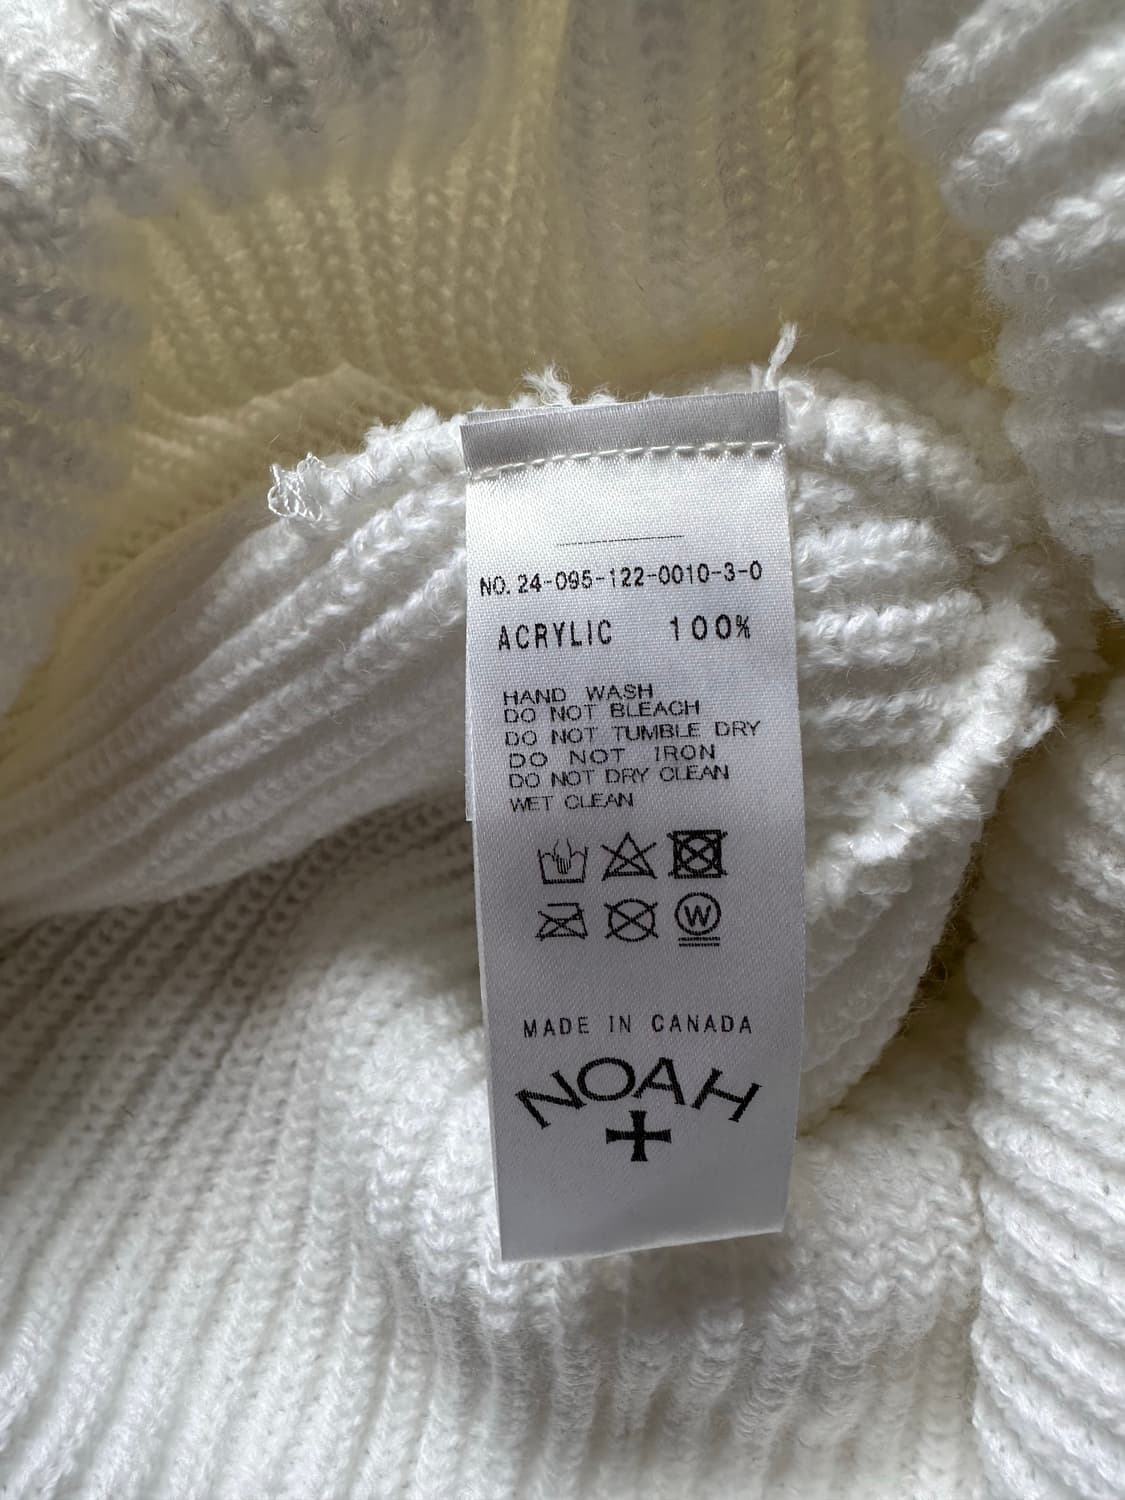 NO. 24-095-122-0010-3-0
ACRYLIC 100%
HAND WASH
DO NOT BLEACH
DO NOT TUMBLE DRY
DO NOT IRON
DO NOT DRY CLEAN
WET CLEAN
W
MADE IN CANADA
NOAH